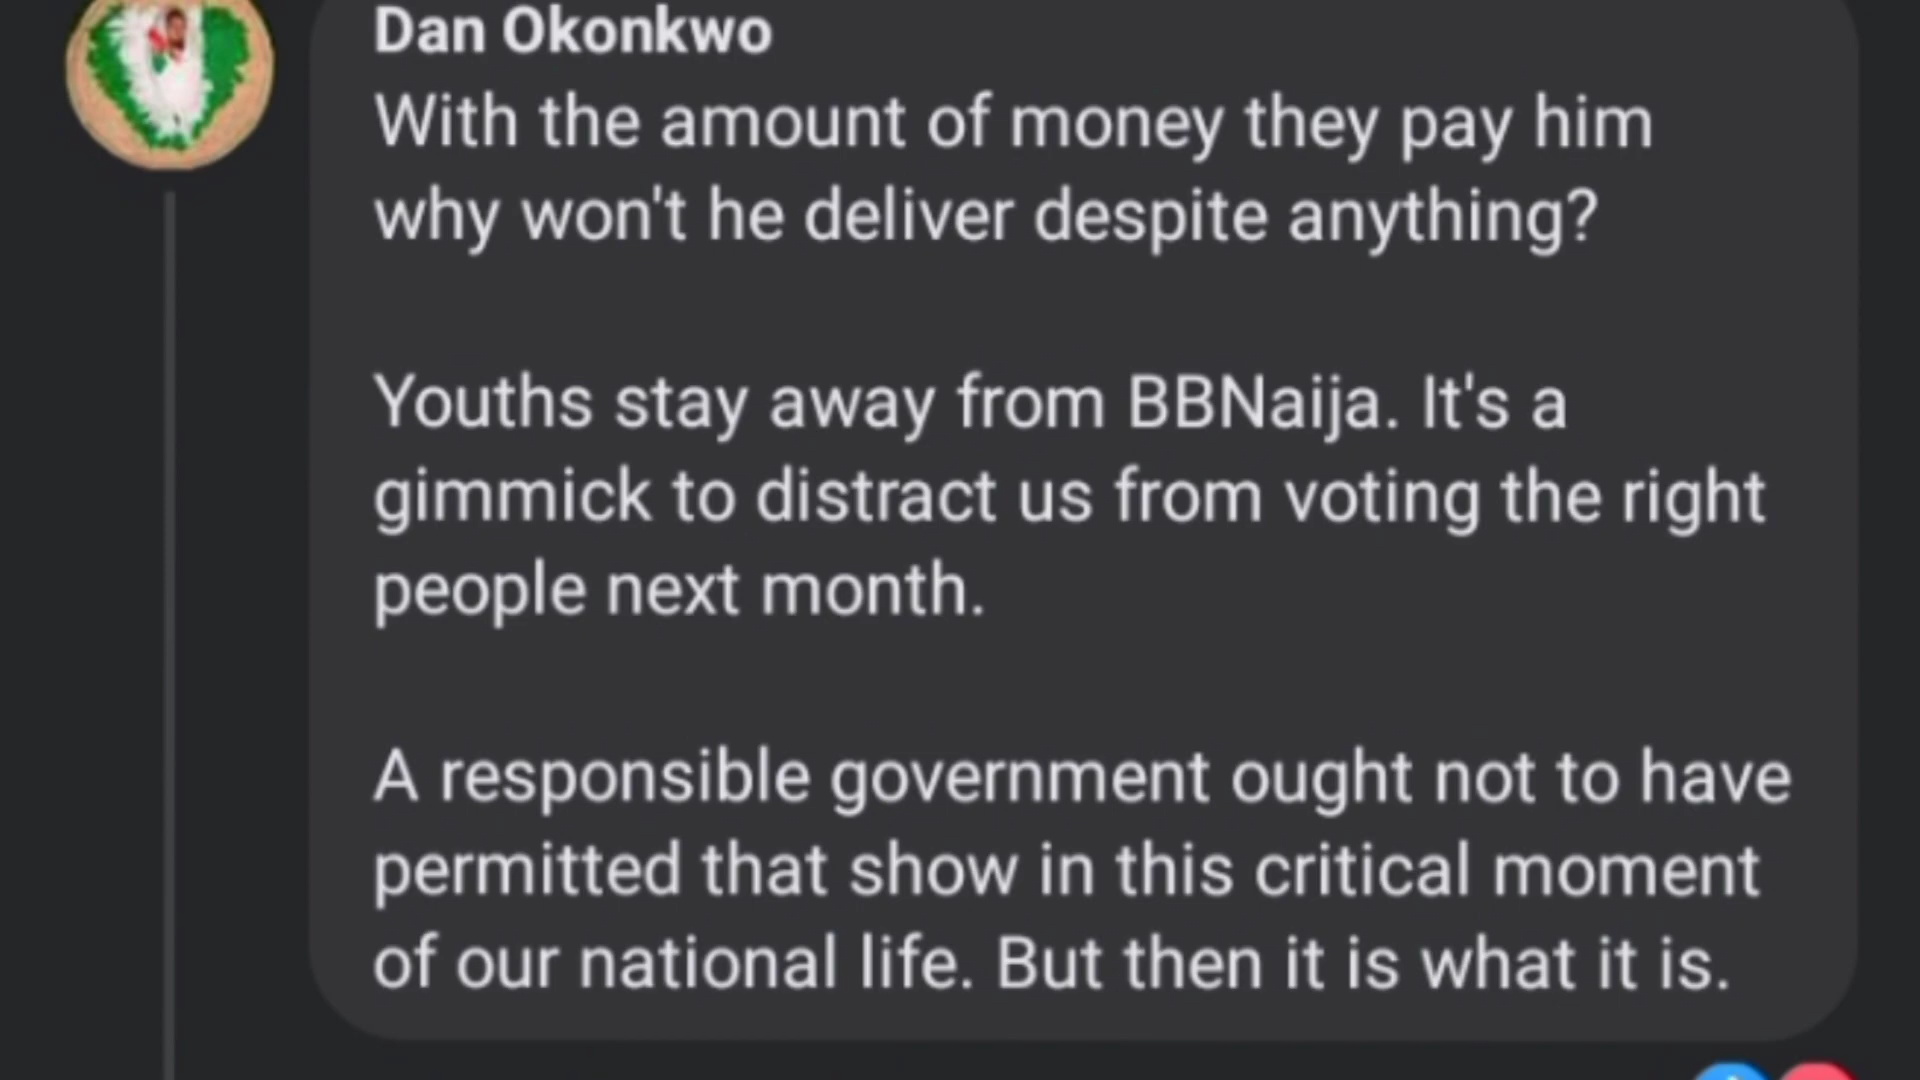 Dan Okonkwo
With the amount of money they pay him
why won't he deliver despite anything?
Youths stay away from BBNaija. It's a
gimmick to distract us from voting the right
people next month.
A responsible government ought not to have
permitted that show in this critical moment
of our national life. But then it is what it is.